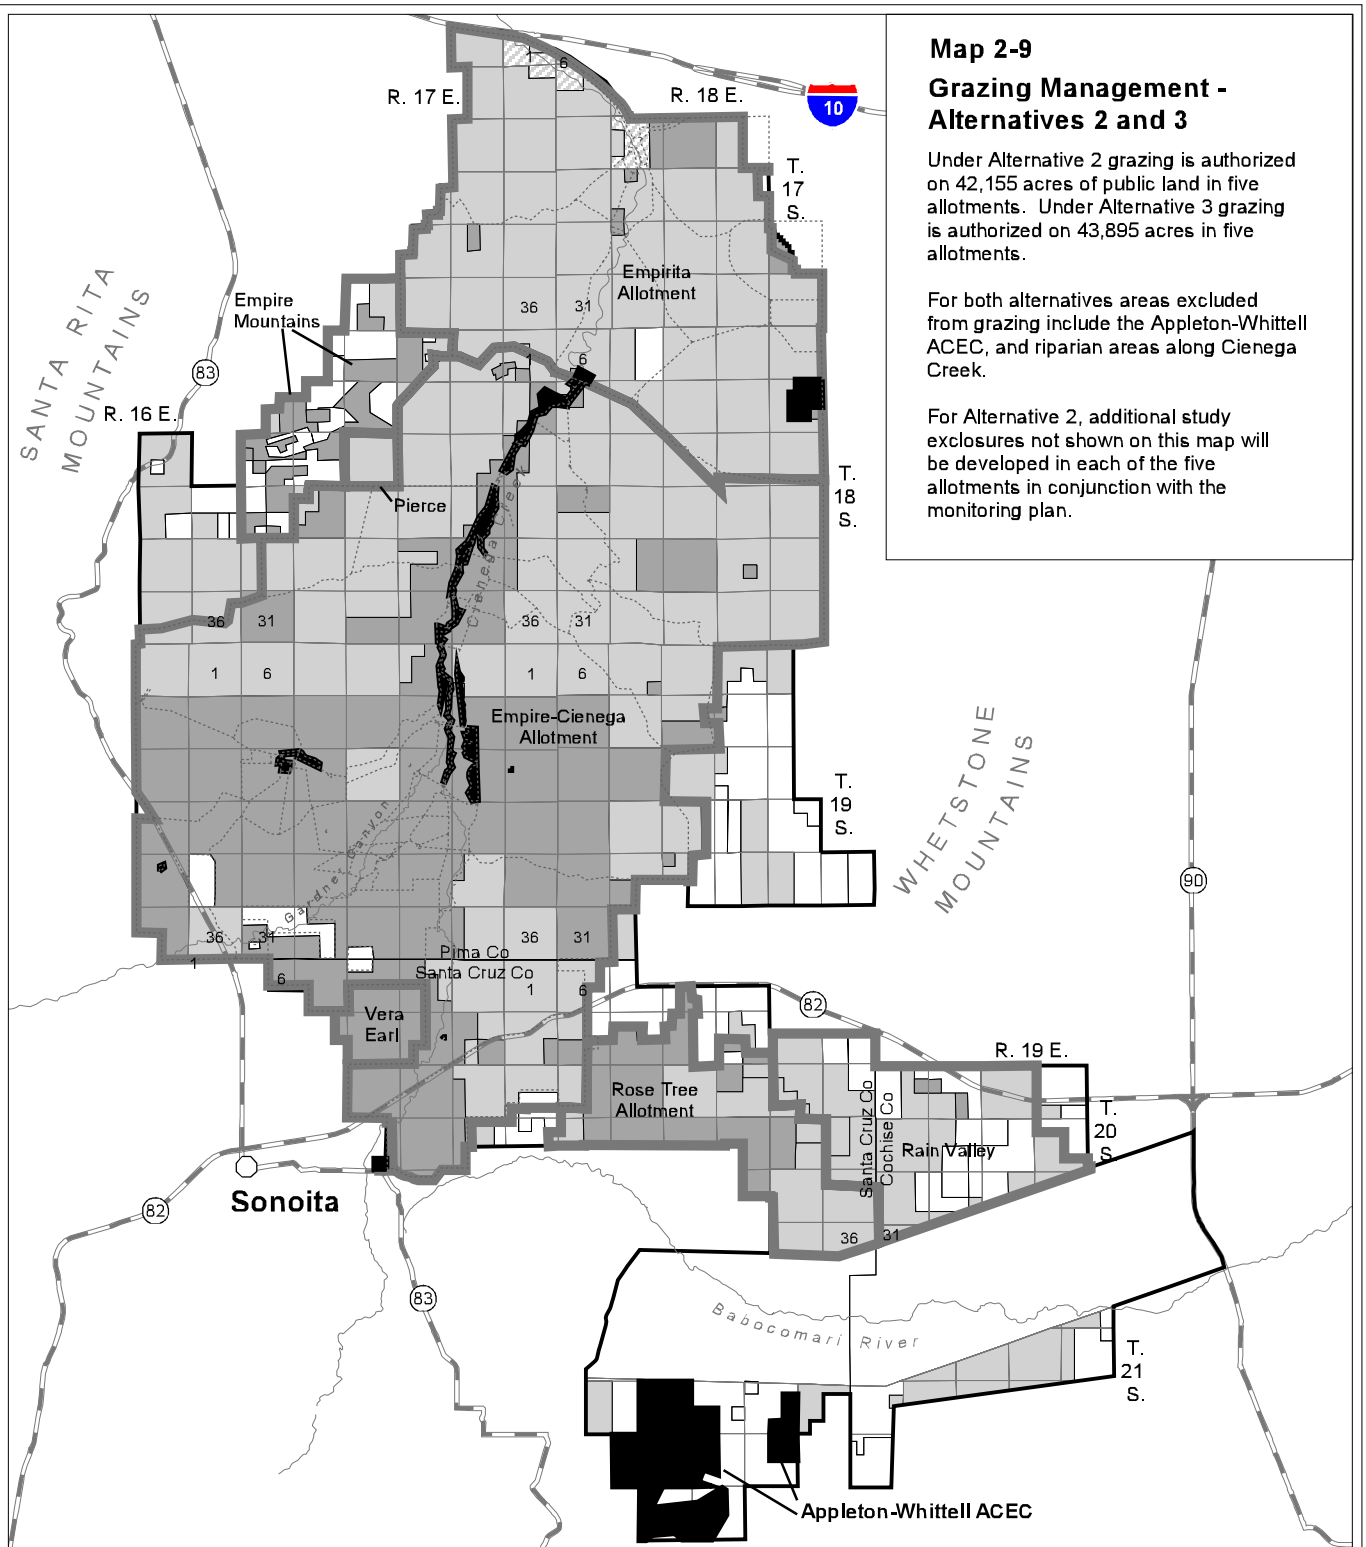 Map 2-9
Grazing Management -
Alternatives 2 and 3
Under Alternative 2 grazing is authorized
on 42,155 acres of public land in five
allotments.  Under Alternative 3 grazing
is authorized on 43,895 acres in five
allotments.
For both alternatives areas excluded
from grazing include the Appleton-Whittell
ACEC, and riparian areas along Cienega
Creek.
For Alternative 2, additional study
exclosures not shown on this map will
be developed in each of the five
allotments in conjunction with the
monitoring plan.
R. 17 E.
R. 18 E.
10
1
6
T.
17
S.
SANTA RITA
MOUNTAINS
Empire
Mountains
Empirita
Allotment
36
31
83
R. 16 E.
1
6
Pierce
T.
18
S.
Cienega Creek
36
31
36
31
1
6
1
6
Empire-Cienega
Allotment
WHETSTONE
MOUNTAINS
T.
19
S.
Gardner Canyon
90
36
31
36
31
Pima Co
Santa Cruz Co
1
6
1
6
Vera
Earl
82
R. 19 E.
Rose Tree
Allotment
Santa Cruz Co
Cochise Co
Rain Valley
T.
20
S.
Sonoita
82
36
31
83
Babocomari River
T.
21
S.
Appleton-Whittell ACEC